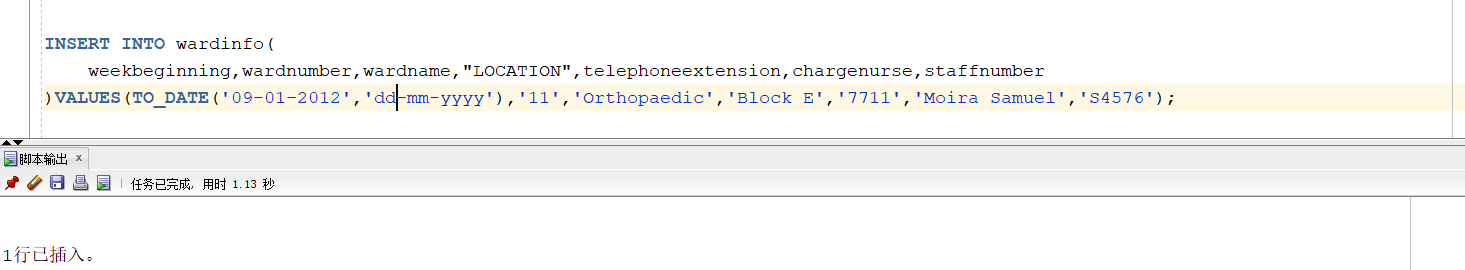 INSERT INTO wardinfo(
weekbeginning,wardnumber,wardname,"LOCATION",telephoneextension,chargenurse,staffnumber
)VALUES(TO_DATE('09-01-2012','dd-mm-yyyy'),'11','Orthopaedic','Block E','7711','Moira Samuel','S4576');
脚本输出 x
任务已完成, 用时 1.13 秒
1行已插入。